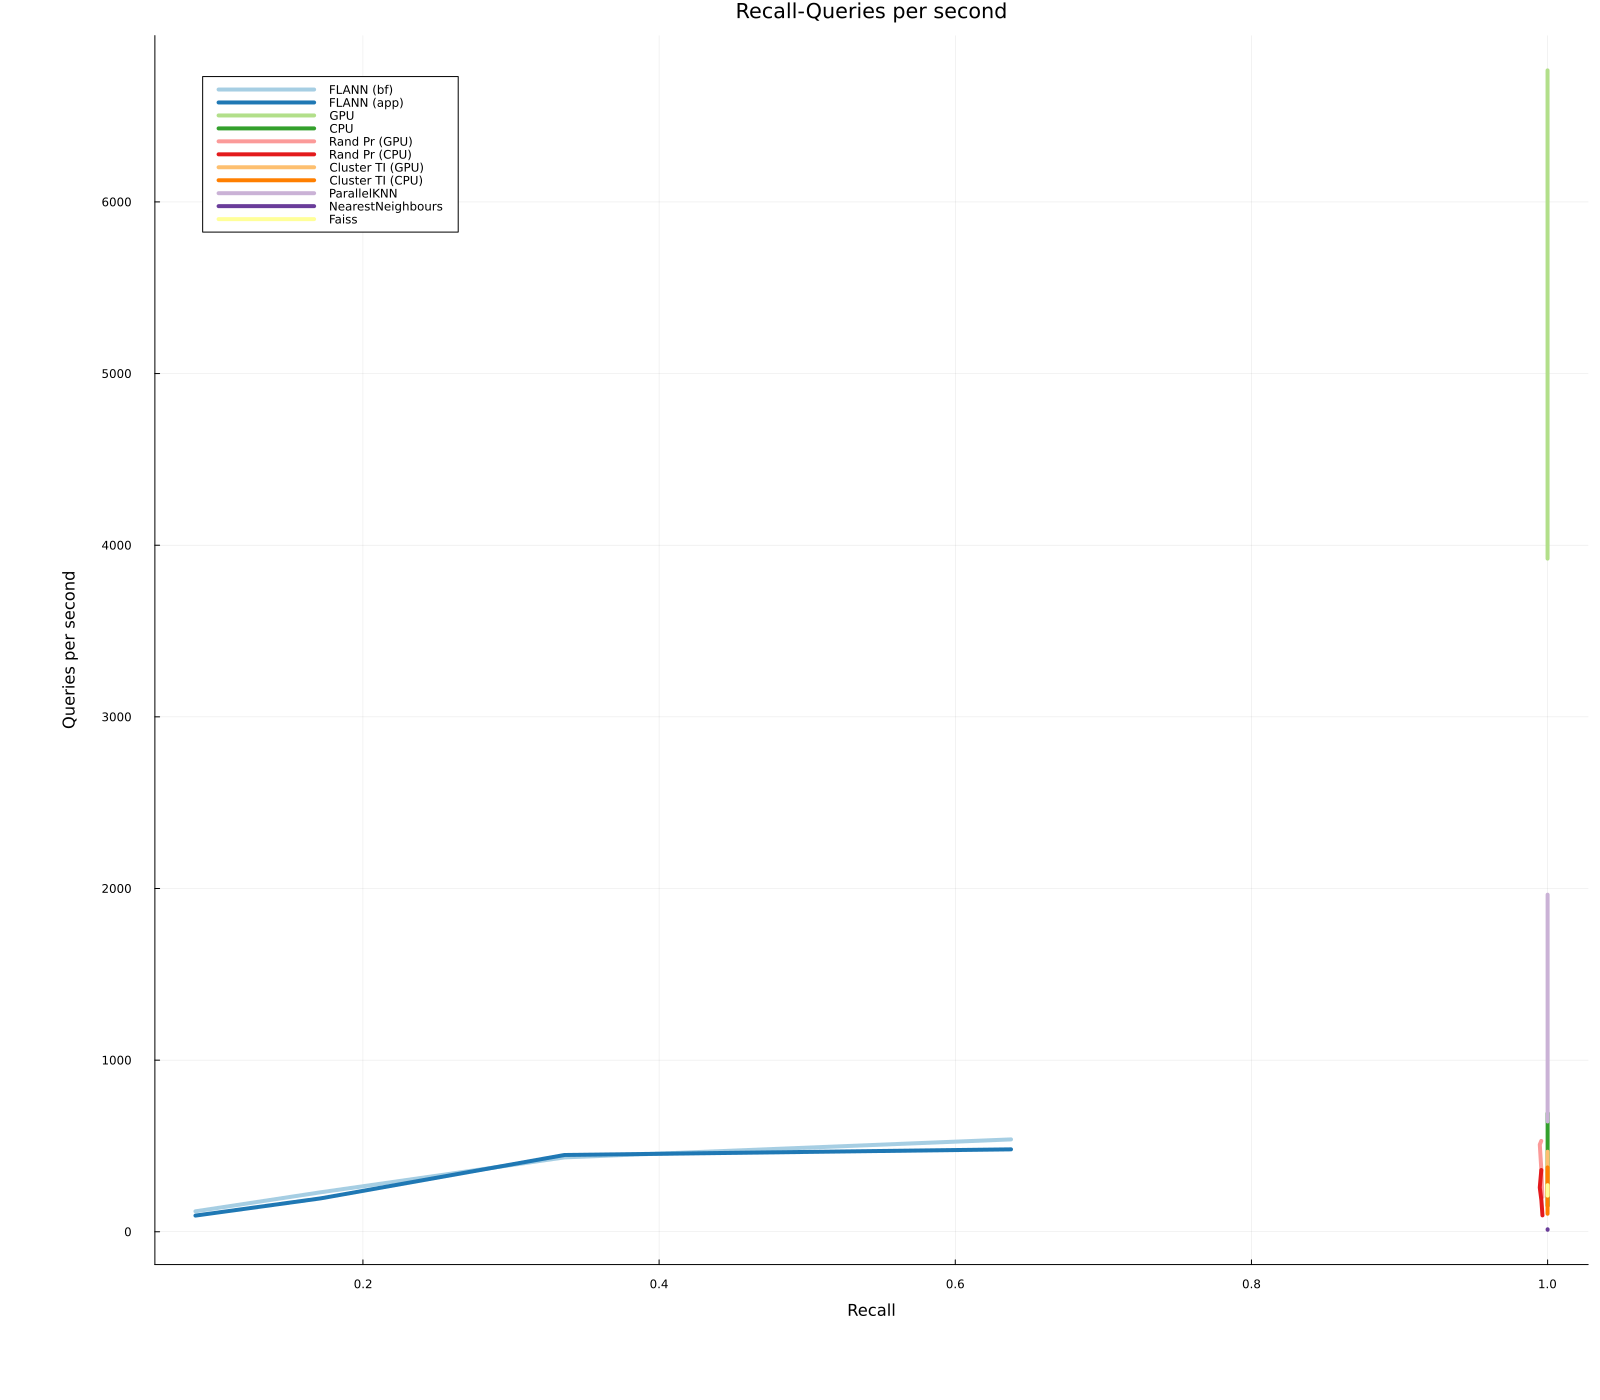 Recall-Queries per second
FLANN (bf)
FLANN (app)
GPU
CPU
Rand Pr (GPU)
Rand Pr (CPU)
Cluster TI (GPU)
Cluster TI (CPU)
ParallelKNN
NearestNeighbours
Faiss
6000
5000
4000
3000
2000
1000
0
Queries per second
0.2 0.4 0.6 0.8 1.0
Recall